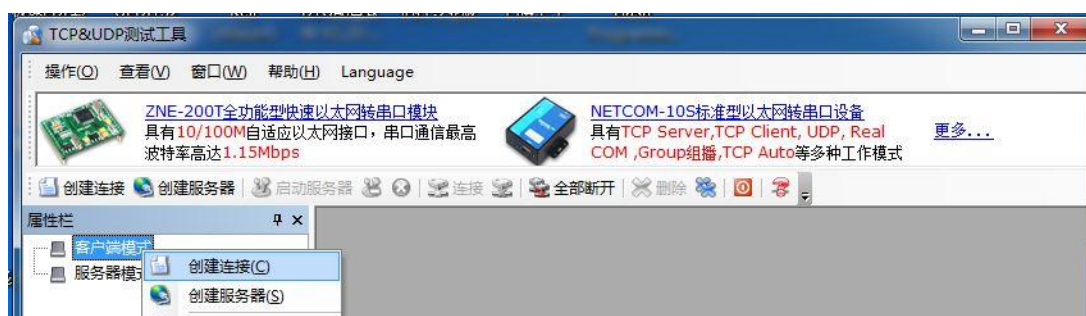 TCP&UDP测试工具
操作(O) 查看(V) 窗口(W) 帮助(H) Language
ZNE-200T全功能型快速以太网转串口模块
具有10/100M自适应以太网接口，串口通信最高
波特率高达1.15Mbps
NETCOM-10S标准型以太网转串口设备
具有TCP Server,TCP Client, UDP, Real
COM ,Group组播,TCP Auto等多种工作模式
更多...
创建连接 创建服务器 启动服务器 连接 全部断开 删除
属性栏
客户端模式
服务器模
创建连接(C)
创建服务器(S)